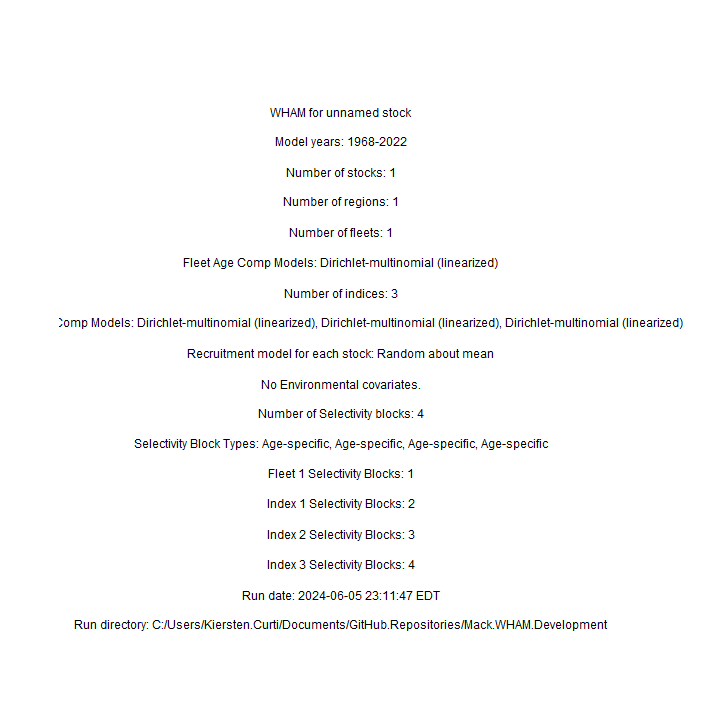 WHAM for unnamed stock
Model years: 1968-2022
Number of stocks: 1
Number of regions: 1
Number of fleets: 1
Fleet Age Comp Models: Dirichlet-multinomial (linearized)
Number of indices: 3
Comp Models: Dirichlet-multinomial (linearized), Dirichlet-multinomial (linearized), Dirichlet-multinomial (linearized)
Recruitment model for each stock: Random about mean
No Environmental covariates.
Number of Selectivity blocks: 4
Selectivity Block Types: Age-specific, Age-specific, Age-specific, Age-specific
Fleet 1 Selectivity Blocks: 1
Index 1 Selectivity Blocks: 2
Index 2 Selectivity Blocks: 3
Index 3 Selectivity Blocks: 4
Run date: 2024-06-05 23:11:47 EDT
Run directory: C:/Users/Kiersten.Curti/Documents/GitHub.Repositories/Mack.WHAM.Development